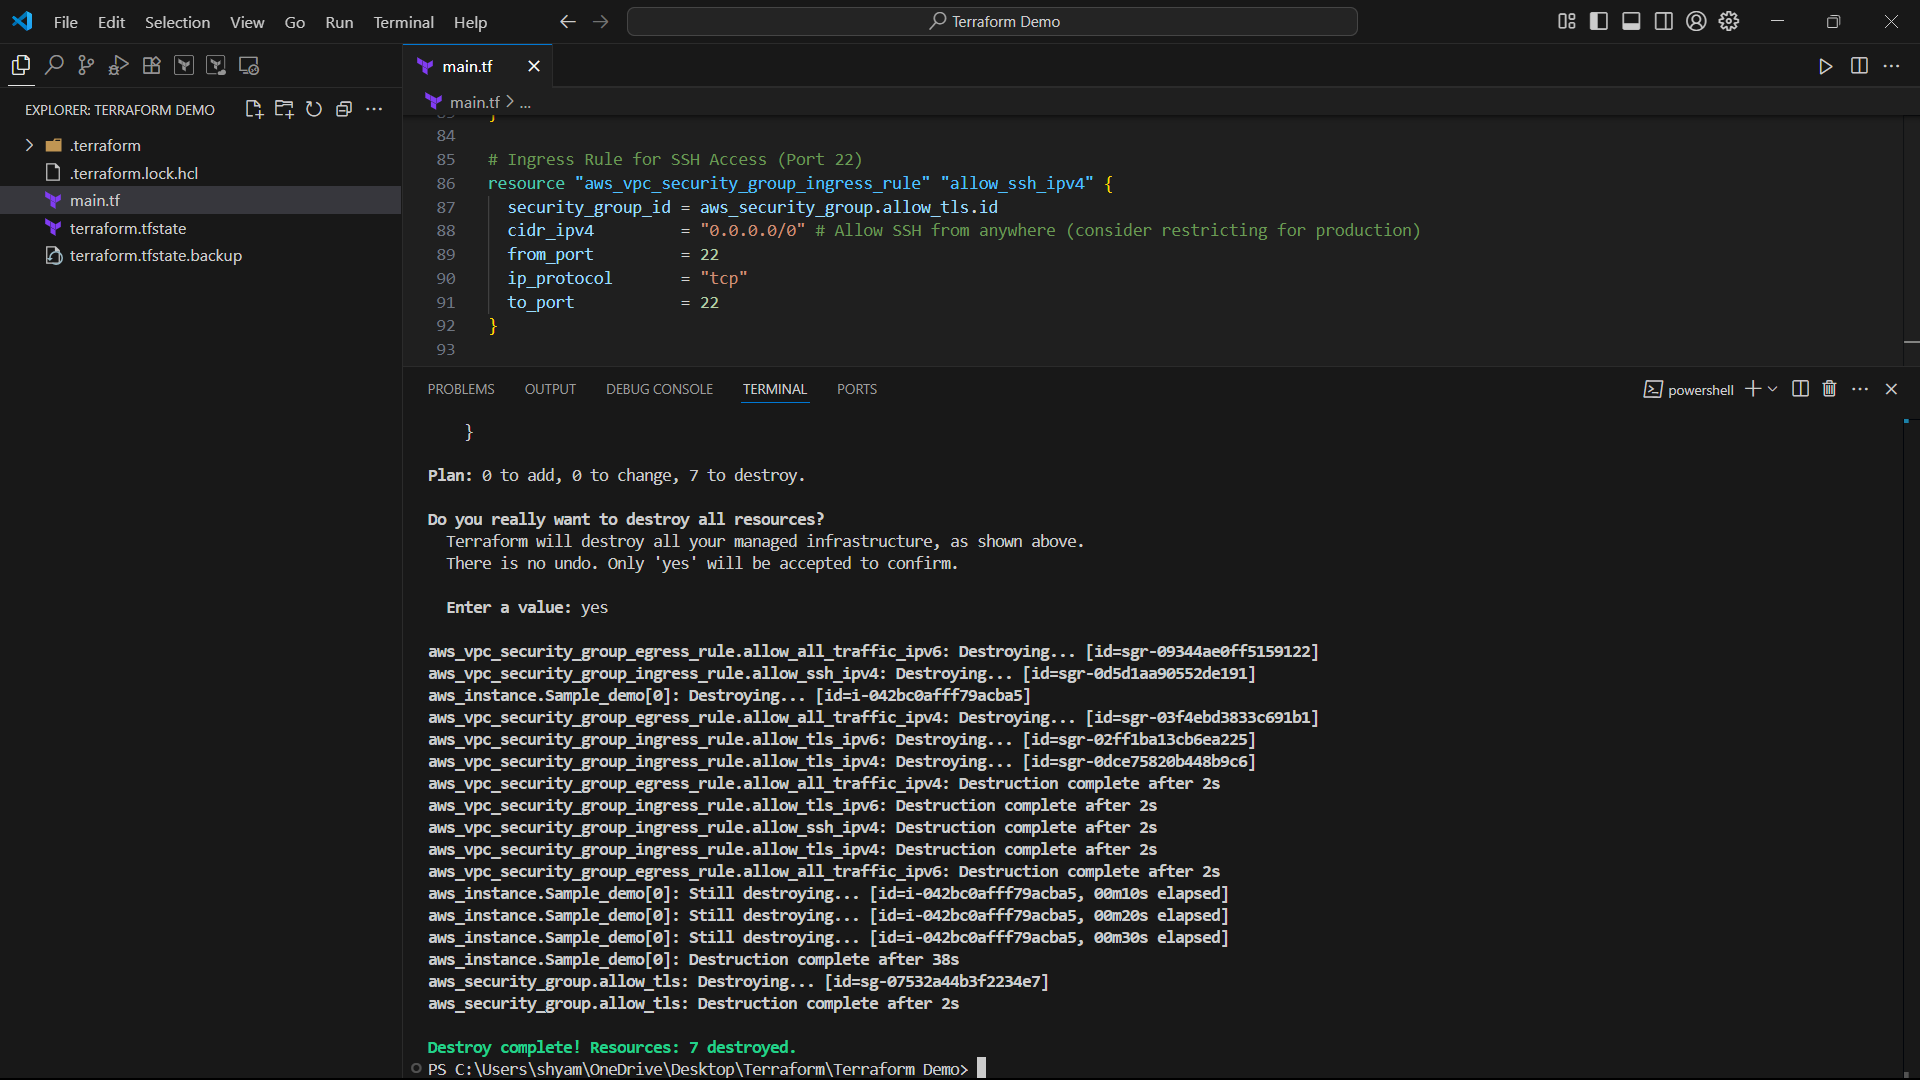 File Edit Selection View Go Run Terminal Help
Terraform Demo
EXPLORER: TERRAFORM DEMO
.terraform
.terraform.lock.hcl
main.tf
terraform.tfstate
terraform.tfstate.backup
main.tf
main.tf > ...
84
85 # Ingress Rule for SSH Access (Port 22)
86 resource "aws_vpc_security_group_ingress_rule" "allow_ssh_ipv4" {
87 security_group_id = aws_security_group.allow_tls.id
88 cidr_ipv4 = "0.0.0.0/0" # Allow SSH from anywhere (consider restricting for production)
89 from_port = 22
90 ip_protocol = "tcp"
91 to_port = 22
92 }
93
PROBLEMS OUTPUT DEBUG CONSOLE TERMINAL PORTS
powershell
}
Plan: 0 to add, 0 to change, 7 to destroy.
Do you really want to destroy all resources?
Terraform will destroy all your managed infrastructure, as shown above.
There is no undo. Only 'yes' will be accepted to confirm.
Enter a value: yes
aws_vpc_security_group_egress_rule.allow_all_traffic_ipv6: Destroying... [id=sgr-09344ae0ff5159122]
aws_vpc_security_group_ingress_rule.allow_ssh_ipv4: Destroying... [id=sgr-0d5d1aa90552de191]
aws_instance.Sample_demo[0]: Destroying... [id=i-042bc0afff79acba5]
aws_vpc_security_group_egress_rule.allow_all_traffic_ipv4: Destroying... [id=sgr-03f4ebd3833c691b1]
aws_vpc_security_group_ingress_rule.allow_tls_ipv6: Destroying... [id=sgr-02ff1ba13cb6ea225]
aws_vpc_security_group_ingress_rule.allow_tls_ipv4: Destroying... [id=sgr-0dce75820b448b9c6]
aws_vpc_security_group_egress_rule.allow_all_traffic_ipv4: Destruction complete after 2s
aws_vpc_security_group_ingress_rule.allow_tls_ipv6: Destruction complete after 2s
aws_vpc_security_group_ingress_rule.allow_ssh_ipv4: Destruction complete after 2s
aws_vpc_security_group_ingress_rule.allow_tls_ipv4: Destruction complete after 2s
aws_vpc_security_group_egress_rule.allow_all_traffic_ipv6: Destruction complete after 2s
aws_instance.Sample_demo[0]: Still destroying... [id=i-042bc0afff79acba5, 00m10s elapsed]
aws_instance.Sample_demo[0]: Still destroying... [id=i-042bc0afff79acba5, 00m20s elapsed]
aws_instance.Sample_demo[0]: Still destroying... [id=i-042bc0afff79acba5, 00m30s elapsed]
aws_instance.Sample_demo[0]: Destruction complete after 38s
aws_security_group.allow_tls: Destroying... [id=sg-07532a44b3f2234e7]
aws_security_group.allow_tls: Destruction complete after 2s
Destroy complete! Resources: 7 destroyed.
PS C:\Users\shyam\OneDrive\Desktop\Terraform\Terraform Demo>